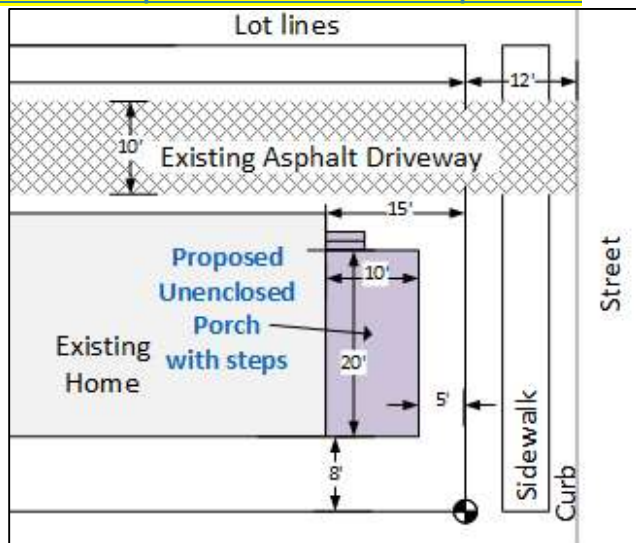 Lot lines
12'
10'
Existing Asphalt Driveway
15'
Proposed
Unenclosed
Porch
with steps
10'
Existing
Home
20'
5'
8'
Sidewalk
Curb
Street